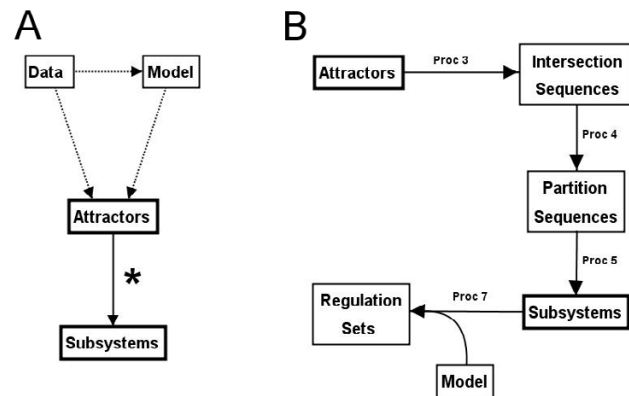 A
Data
Model
Attractors
*
Subsystems
B
Attractors
Proc 3
Intersection
Sequences
Proc 4
Partition
Sequences
Proc 5
Subsystems
Proc 7
Regulation
Sets
Model